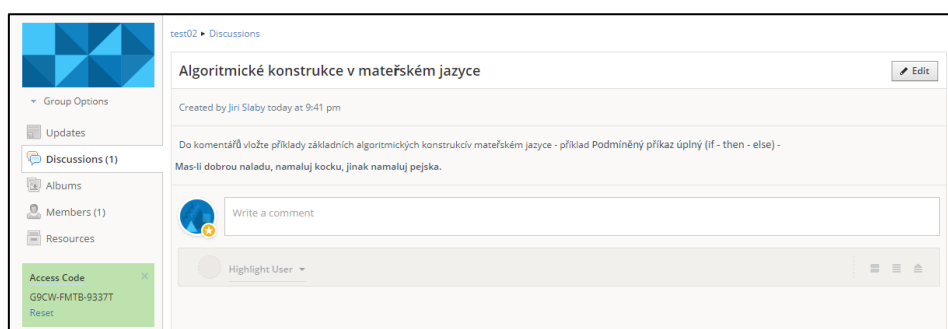 test02 ▸ Discussions
Algoritmické konstrukce v mateřském jazyce
Edit
Group Options
Created by Jiri Slaby today at 9:41 pm
Updates
Discussions (1)
Albums
Members (1)
Resources
Do komentářů vložte příklady základních algoritmických konstrukcív mateřském jazyce - příklad Podmíněný příkaz úplný (if - then - else) -
Mas-li dobrou naladu, namaluj kocku, jinak namaluj pejska.
Write a comment
Highlight User
Access Code
G9CW-FMTB-9337T
Reset